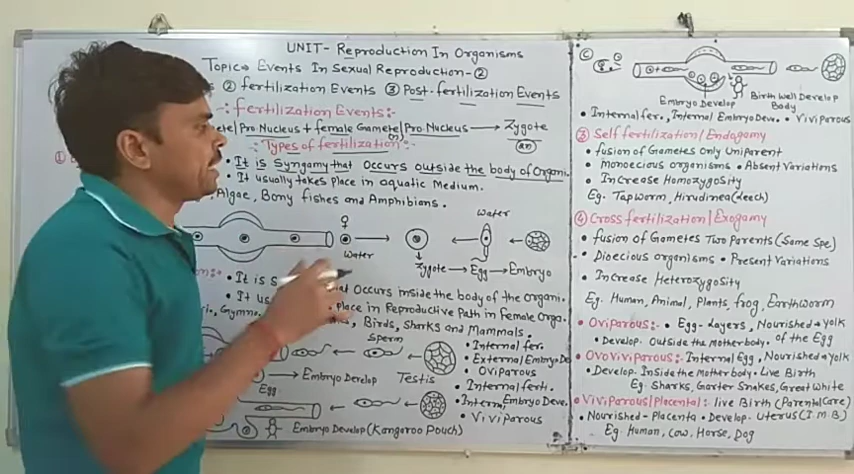 UNIT- Reproduction In Organisms
Topic→ Events In Sexual Reproduction-②
② fertilization Events ③ Post-fertilization Events
-: fertilization Events:-
Pro Nucleus + female Gamete/Pro Nucleus → Zygote
(n) (2n)
:- Types of fertilization :-
①
• It is Syngamy that Occurs outside the body of Organi.
• It usually takes place in aquatic Medium.
Algae, Bony fishes and Amphibians.
♀
Water
Water
Zygote → Egg → Embryo
• It is S
at Occurs inside the body of the organi.
• It us
place in Reproductive Path in Female Orga.
Gymno
, Birds, Sharks and Mammals.
Sperm
Embryo Develop
Testis
Egg
• Internal fer.
• External Embryo De
• Oviparous
• Internal ferti.
• Intern Embryo Deve.
• Viviparous
Embryo Develop (Kangaroo Pouch)
Ⓒ
Embryo Develop
Birth Well Develop
Body
• Internal fer., Internal Embryo Dev. • Viviparous
③ Self fertilization/Endogamy
• fusion of Gametes Only Uniparent
• Monoecious organisms • Absent Variations
• Increase Homozygosity
Eg. TapWorm, Hirudinea (leech)
④ Cross fertilization/Exogamy
• fusion of Gametes Two Parents (Same Spe.)
• Dioecious organisms • Present Variations
• Increase Heterozygosity
Eg. Human, Animal, Plants, frog, Earthworm
• Oviparous:- • Egg-Layers, Nourished→Yolk
• Develop Outside the Motherbody. of the Egg
• Ovoviviparous:- Internal Egg, Nourished→Yolk
• Develop Inside the Mother body. Live Birth
Eg: Sharks, Garter Snakes, Great White
• Viviparous/Placental: live Birth (Parental Care)
• Nourished - Placenta • Develop- Uterus (I.M.B)
Eg. Human, Cow, Horse, Dog